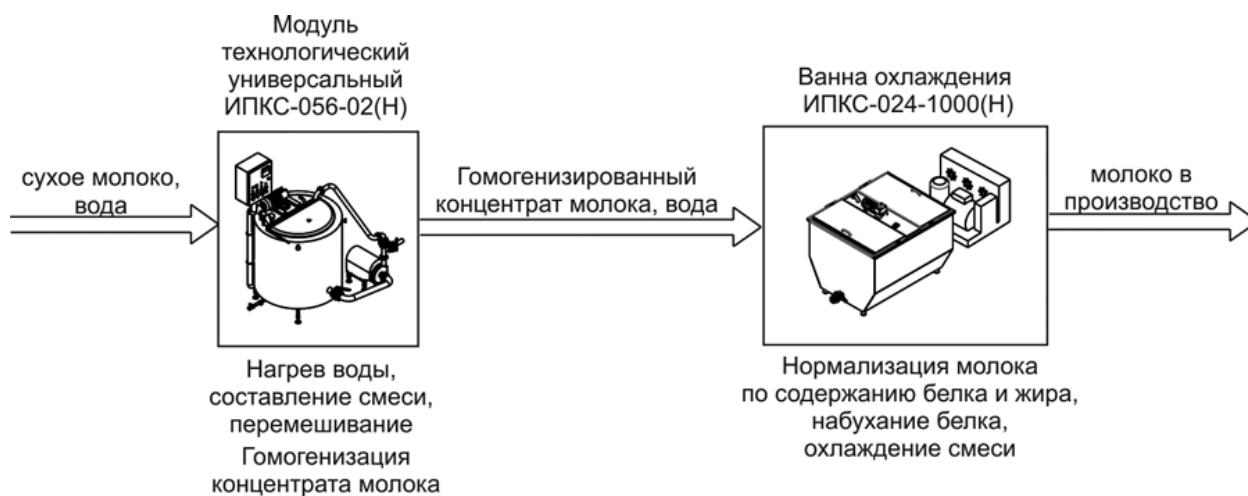 Модуль
технологический
универсальный
ИПКС-056-02(Н)
Ванна охлаждения
ИПКС-024-1000(Н)
сухое молоко,
вода
Гомогенизированный
концентрат молока, вода
молоко в
производство
Нагрев воды,
составление смеси,
перемешивание
Гомогенизация
концентрата молока
Нормализация молока
по содержанию белка и жира,
набухание белка,
охлаждение смеси